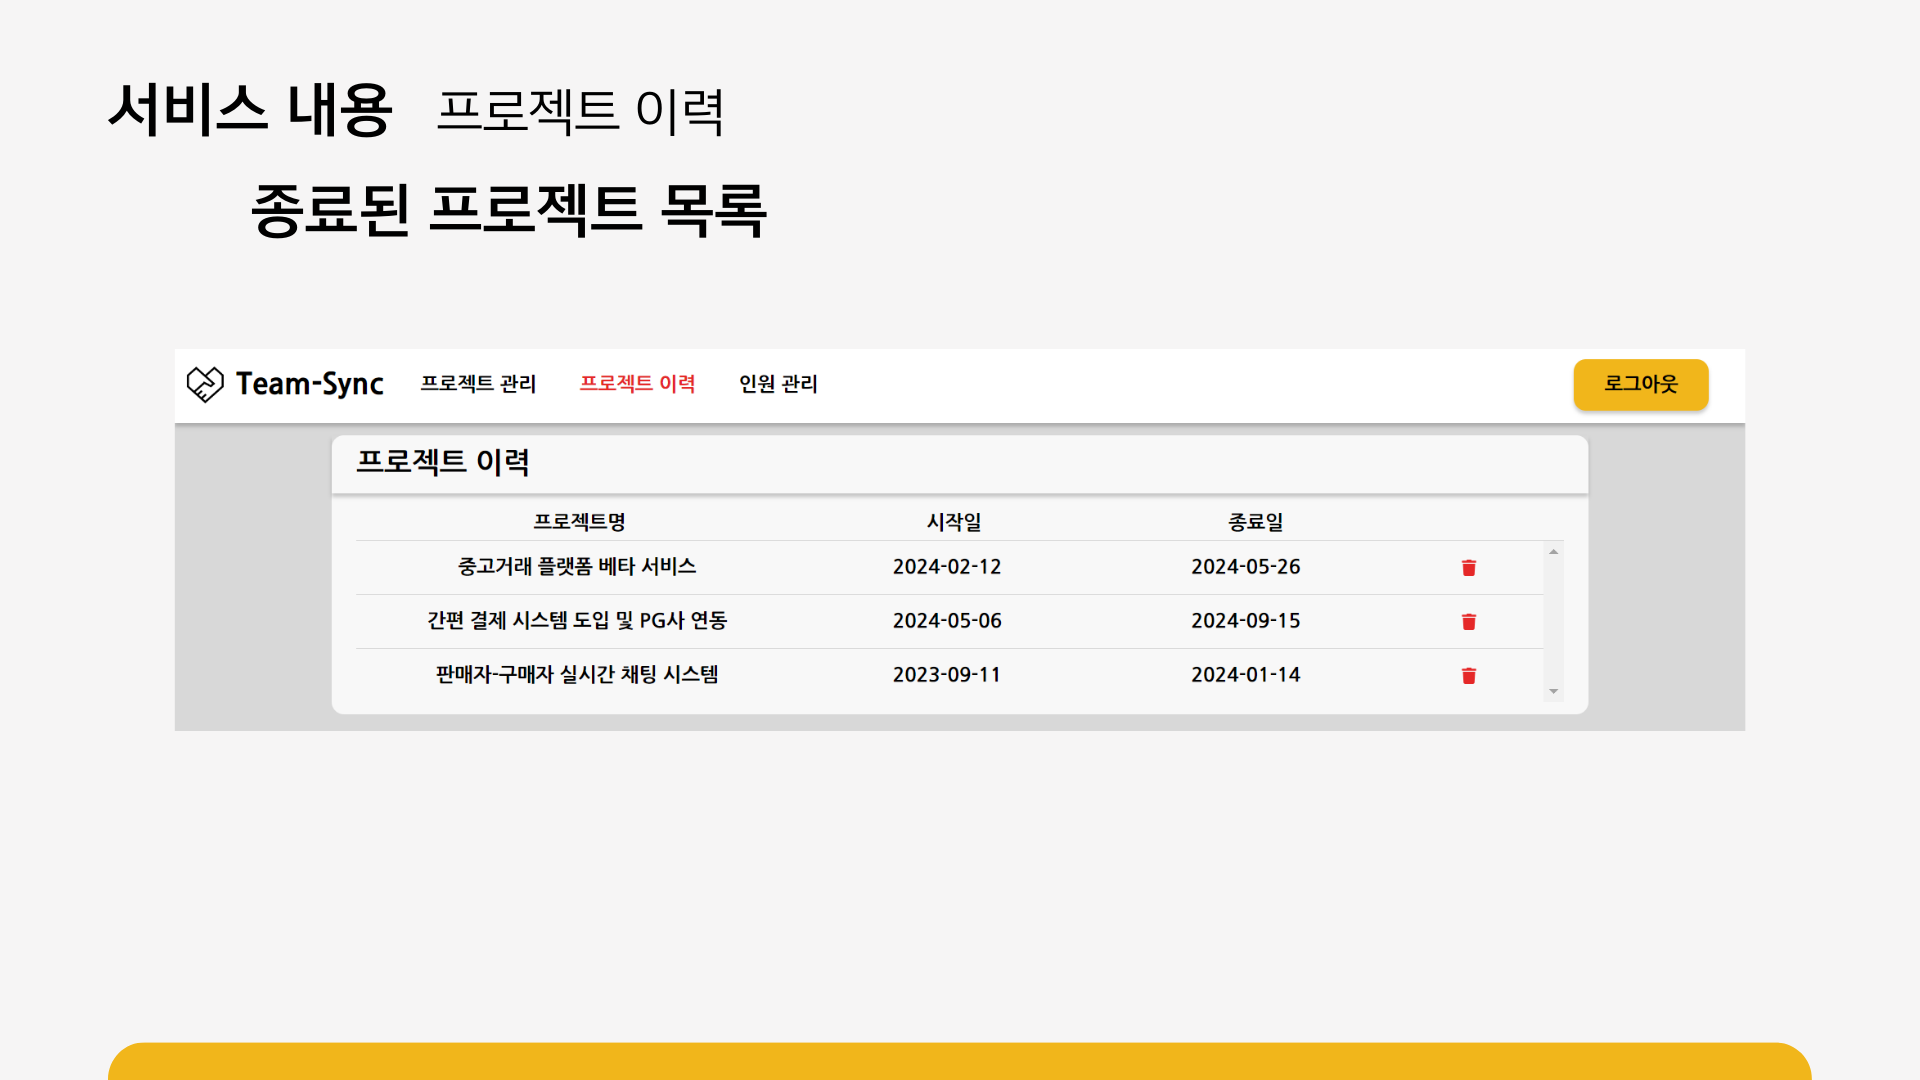 서비스 내용 프로젝트 이력
종료된 프로젝트 목록
Team-Sync 프로젝트 관리 프로젝트 이력 인원 관리 로그아웃
프로젝트 이력
프로젝트명 시작일 종료일
중고거래 플랫폼 베타 서비스 2024-02-12 2024-05-26
간편 결제 시스템 도입 및 PG사 연동 2024-05-06 2024-09-15
판매자-구매자 실시간 채팅 시스템 2023-09-11 2024-01-14